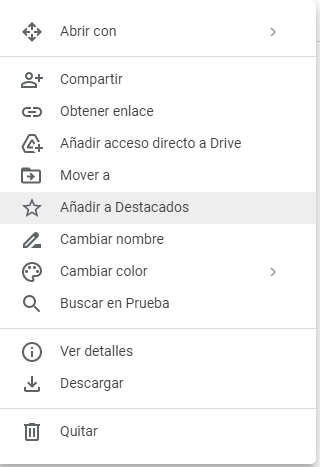 Abrir con
Compartir
Obtener enlace
Añadir acceso directo a Drive
Mover a
Añadir a Destacados
Cambiar nombre
Cambiar color
Buscar en Prueba
Ver detalles
Descargar
Quitar